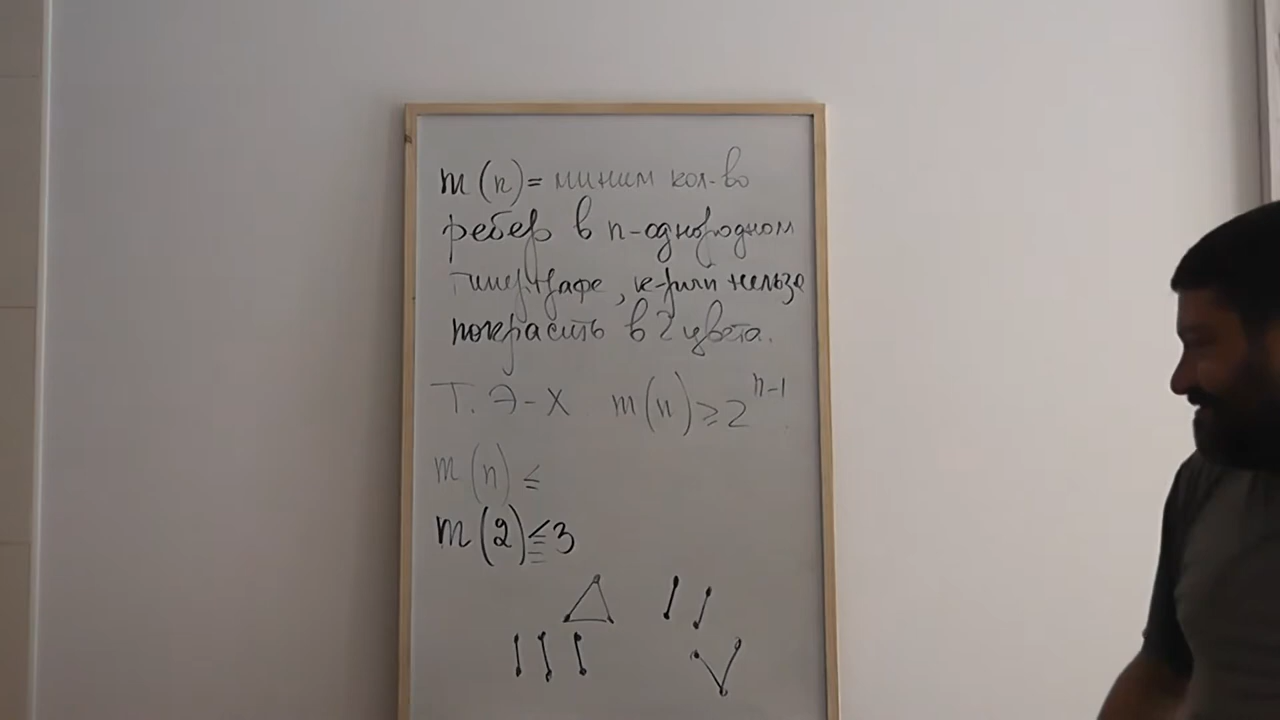 m(n) = миним кол-во
ребер в n-однородном
гиперграфе, к-рый нельзя
покрасить в 2 цвета.
Т. Э-Х m(n) ≥ 2^{n-1}
m(n) ≤
m(2) ≤ 3